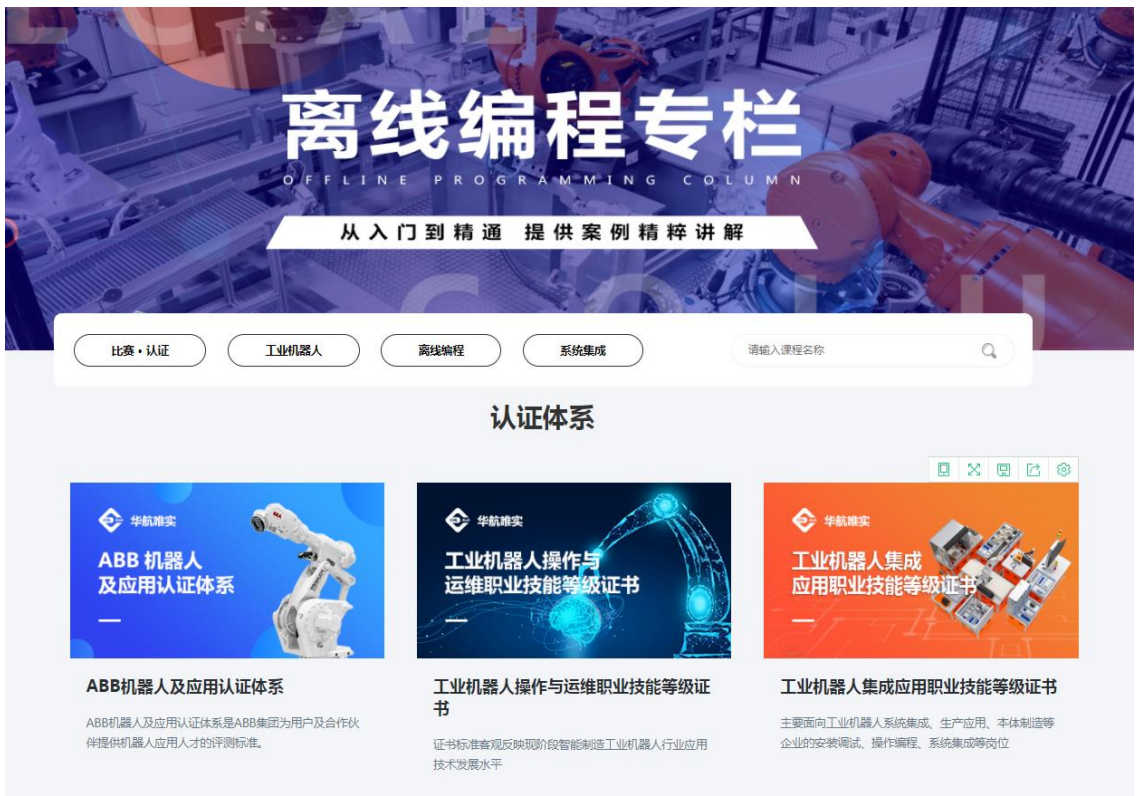 ECIAL
离线编程专栏
OFFLINE PROGRAMMING COLUMN
从入门到精通 提供案例精粹讲解
COLU
比赛·认证
工业机器人
离线编程
系统集成
请输入课程名称
认证体系
华航唯实
ABB 机器人
及应用认证体系
华航唯实
工业机器人操作与
运维职业技能等级证书
华航唯实
工业机器人集成
应用职业技能等级证书
ABB机器人及应用认证体系
ABB机器人及应用认证体系是ABB集团为用户及合作伙
伴提供机器人应用人才的评测标准。
工业机器人操作与运维职业技能等级证
书
证书标准客观反映现阶段智能制造工业机器人行业应用
技术发展水平
工业机器人集成应用职业技能等级证书
主要面向工业机器人系统集成、生产应用、本体制造等
企业的安装调试、操作编程、系统集成等岗位